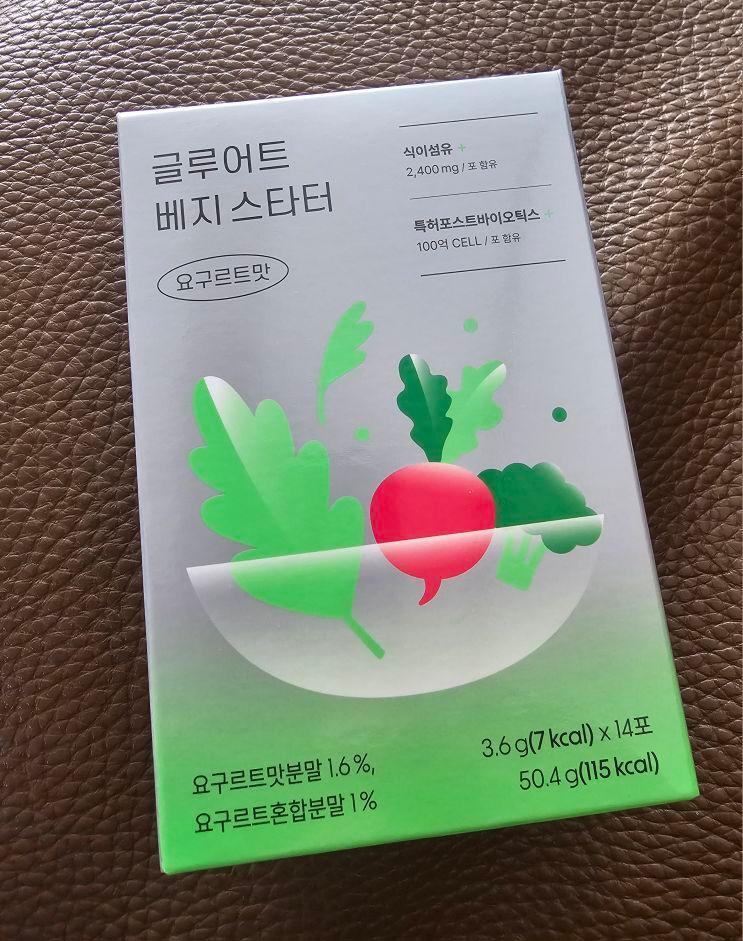 글루어트
베지 스타터
요구르트맛
식이섬유 +
2,400 mg / 포 함유
특허포스트바이오틱스 +
100억 CELL / 포 함유
요구르트맛분말 1.6%,
요구르트혼합분말 1%
3.6 g(7 kcal) x 14포
50.4 g(115 kcal)